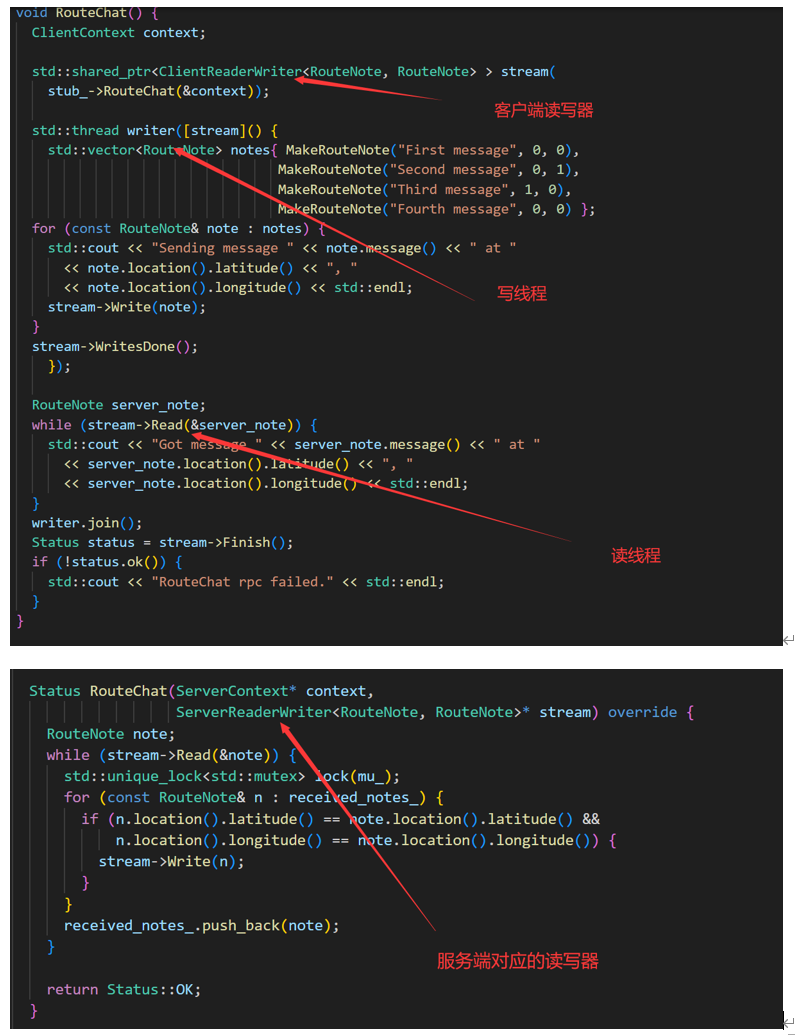 void RouteChat() {
ClientContext context;
std::shared_ptr<ClientReaderWriter<RouteNote, RouteNote> > stream(
stub_->RouteChat(&context));
客户端读写器
std::thread writer([stream]() {
std::vector<RouteNote> notes{ MakeRouteNote("First message", 0, 0),
MakeRouteNote("Second message", 0, 1),
MakeRouteNote("Third message", 1, 0),
MakeRouteNote("Fourth message", 0, 0) };
for (const RouteNote& note : notes) {
std::cout << "Sending message " << note.message() << " at "
<< note.location().latitude() << ", "
<< note.location().longitude() << std::endl;
写线程
stream->Write(note);
}
stream->WritesDone();
});
RouteNote server_note;
while (stream->Read(&server_note)) {
std::cout << "Got message " << server_note.message() << " at "
<< server_note.location().latitude() << ", "
<< server_note.location().longitude() << std::endl;
}
writer.join();
Status status = stream->Finish();
if (!status.ok()) {
读线程
std::cout << "RouteChat rpc failed." << std::endl;
}
}
Status RouteChat(ServerContext* context,
ServerReaderWriter<RouteNote, RouteNote>* stream) override {
RouteNote note;
while (stream->Read(&note)) {
std::unique_lock<std::mutex> lock(mu_);
for (const RouteNote& n : received_notes_) {
if (n.location().latitude() == note.location().latitude() &&
n.location().longitude() == note.location().longitude()) {
stream->Write(n);
}
}
received_notes_.push_back(note);
}
服务端对应的读写器
return Status::OK;
}